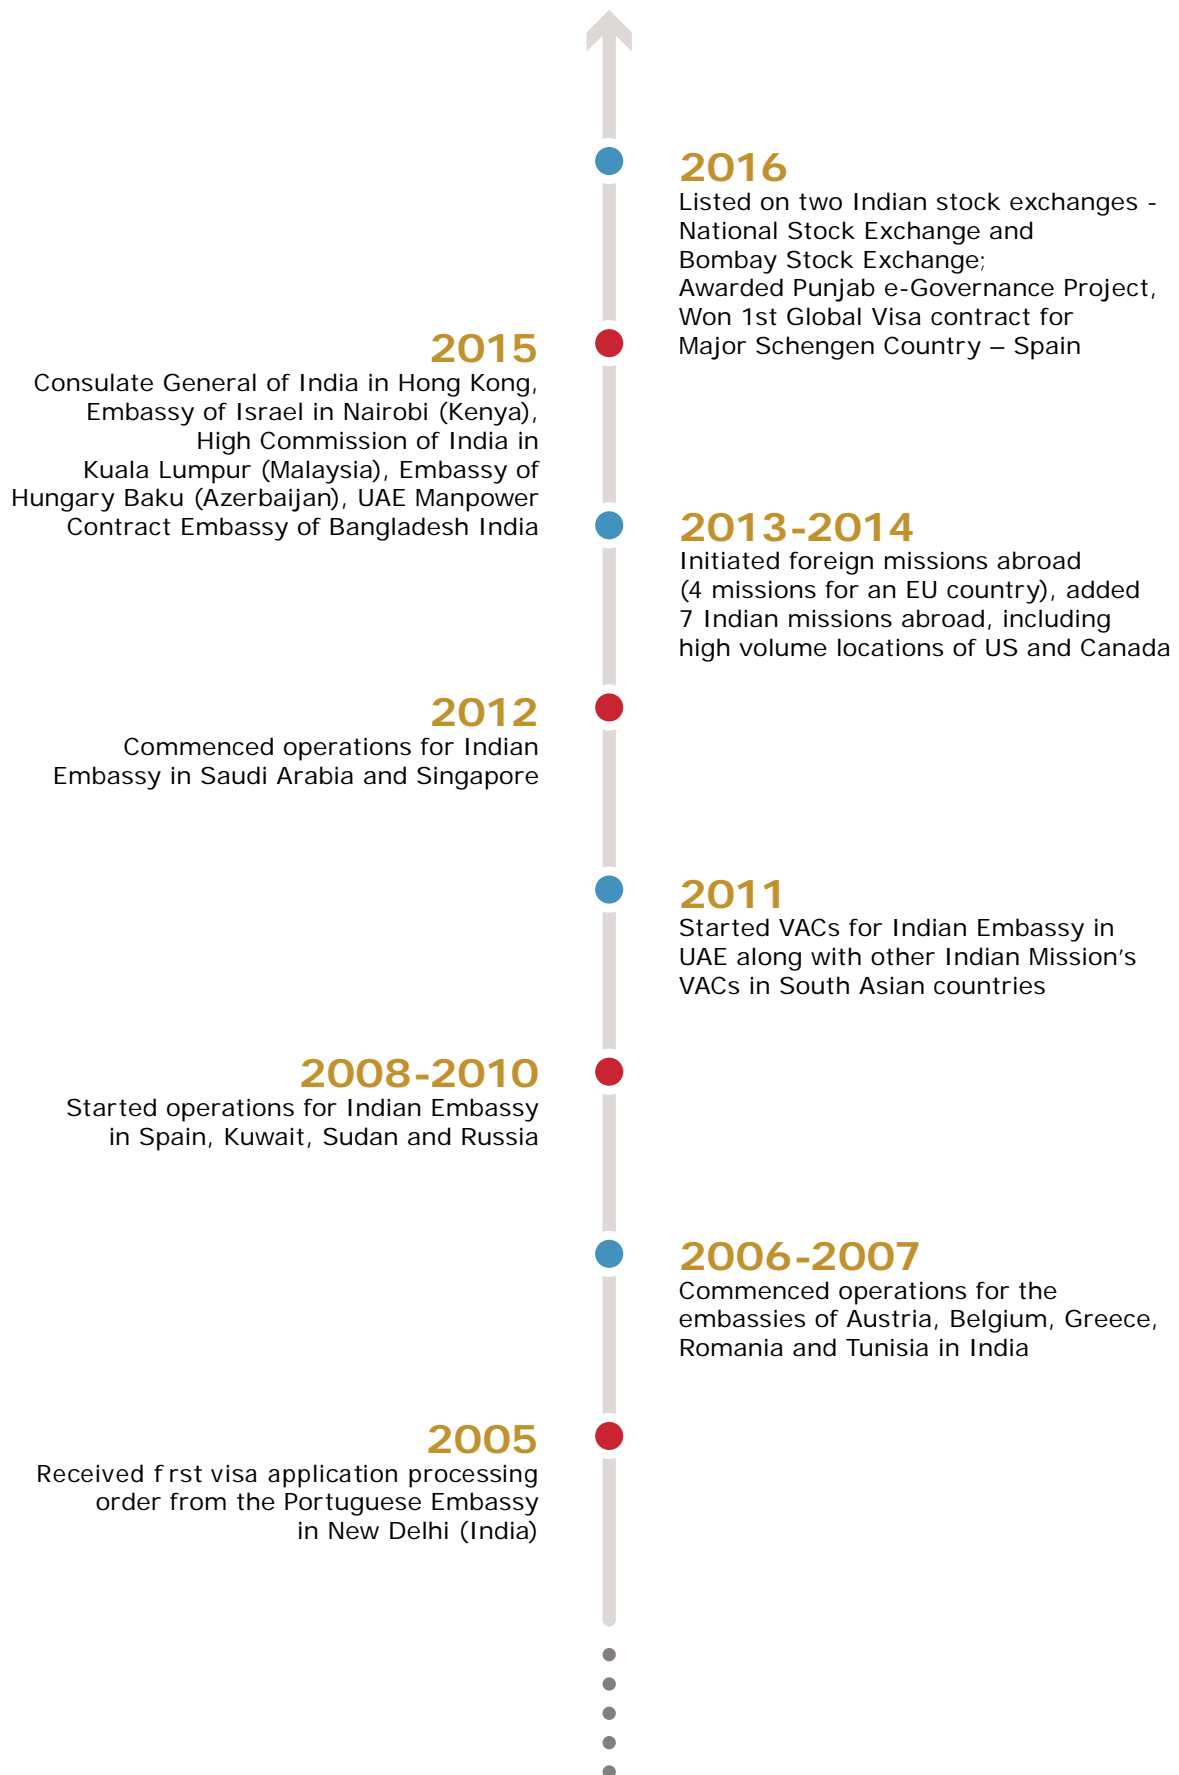 2016
Listed on two Indian stock exchanges -
National Stock Exchange and
Bombay Stock Exchange;
Awarded Punjab e-Governance Project,
Won 1st Global Visa contract for
Major Schengen Country – Spain
2015
Consulate General of India in Hong Kong,
Embassy of Israel in Nairobi (Kenya),
High Commission of India in
Kuala Lumpur (Malaysia), Embassy of
Hungary Baku (Azerbaijan), UAE Manpower
Contract Embassy of Bangladesh India
2013-2014
Initiated foreign missions abroad
(4 missions for an EU country), added
7 Indian missions abroad, including
high volume locations of US and Canada
2012
Commenced operations for Indian
Embassy in Saudi Arabia and Singapore
2011
Started VACs for Indian Embassy in
UAE along with other Indian Mission’s
VACs in South Asian countries
2008-2010
Started operations for Indian Embassy
in Spain, Kuwait, Sudan and Russia
2006-2007
Commenced operations for the
embassies of Austria, Belgium, Greece,
Romania and Tunisia in India
2005
Received f rst visa application processing
order from the Portuguese Embassy
in New Delhi (India)